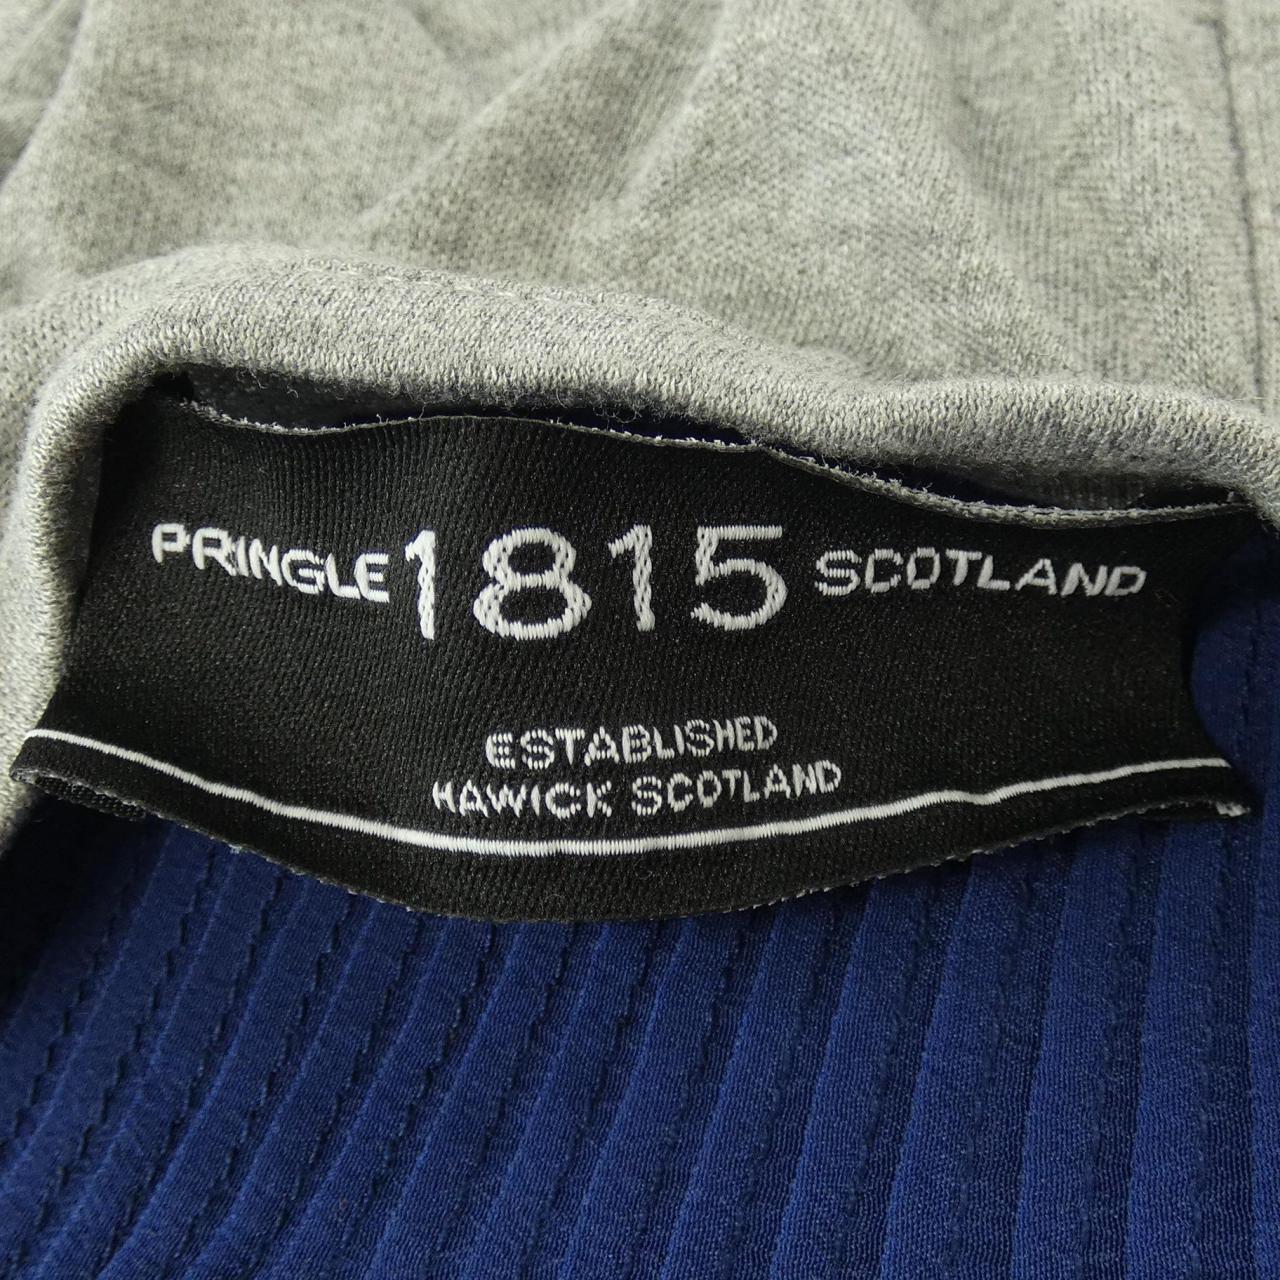 PRINGLE 1815 SCOTLAND
ESTABLISHED
HAWICK SCOTLAND